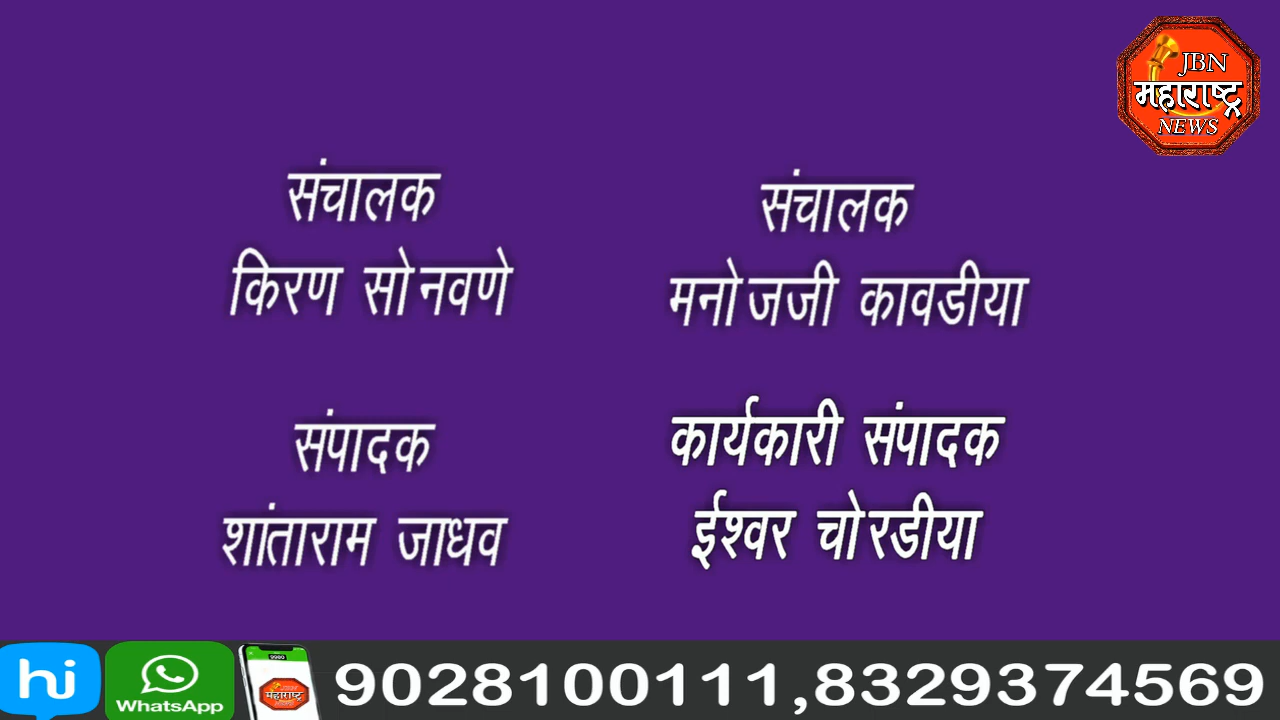 JBN
महाराष्ट्र
NEWS
संचालक
किरण सोनवणे
संचालक
मनोजजी कावडीया
संपादक
शांताराम जाधव
कार्यकारी संपादक
ईश्वर चोरडीया
hi
WhatsApp
महाराष्ट्र
9028100111,8329374569